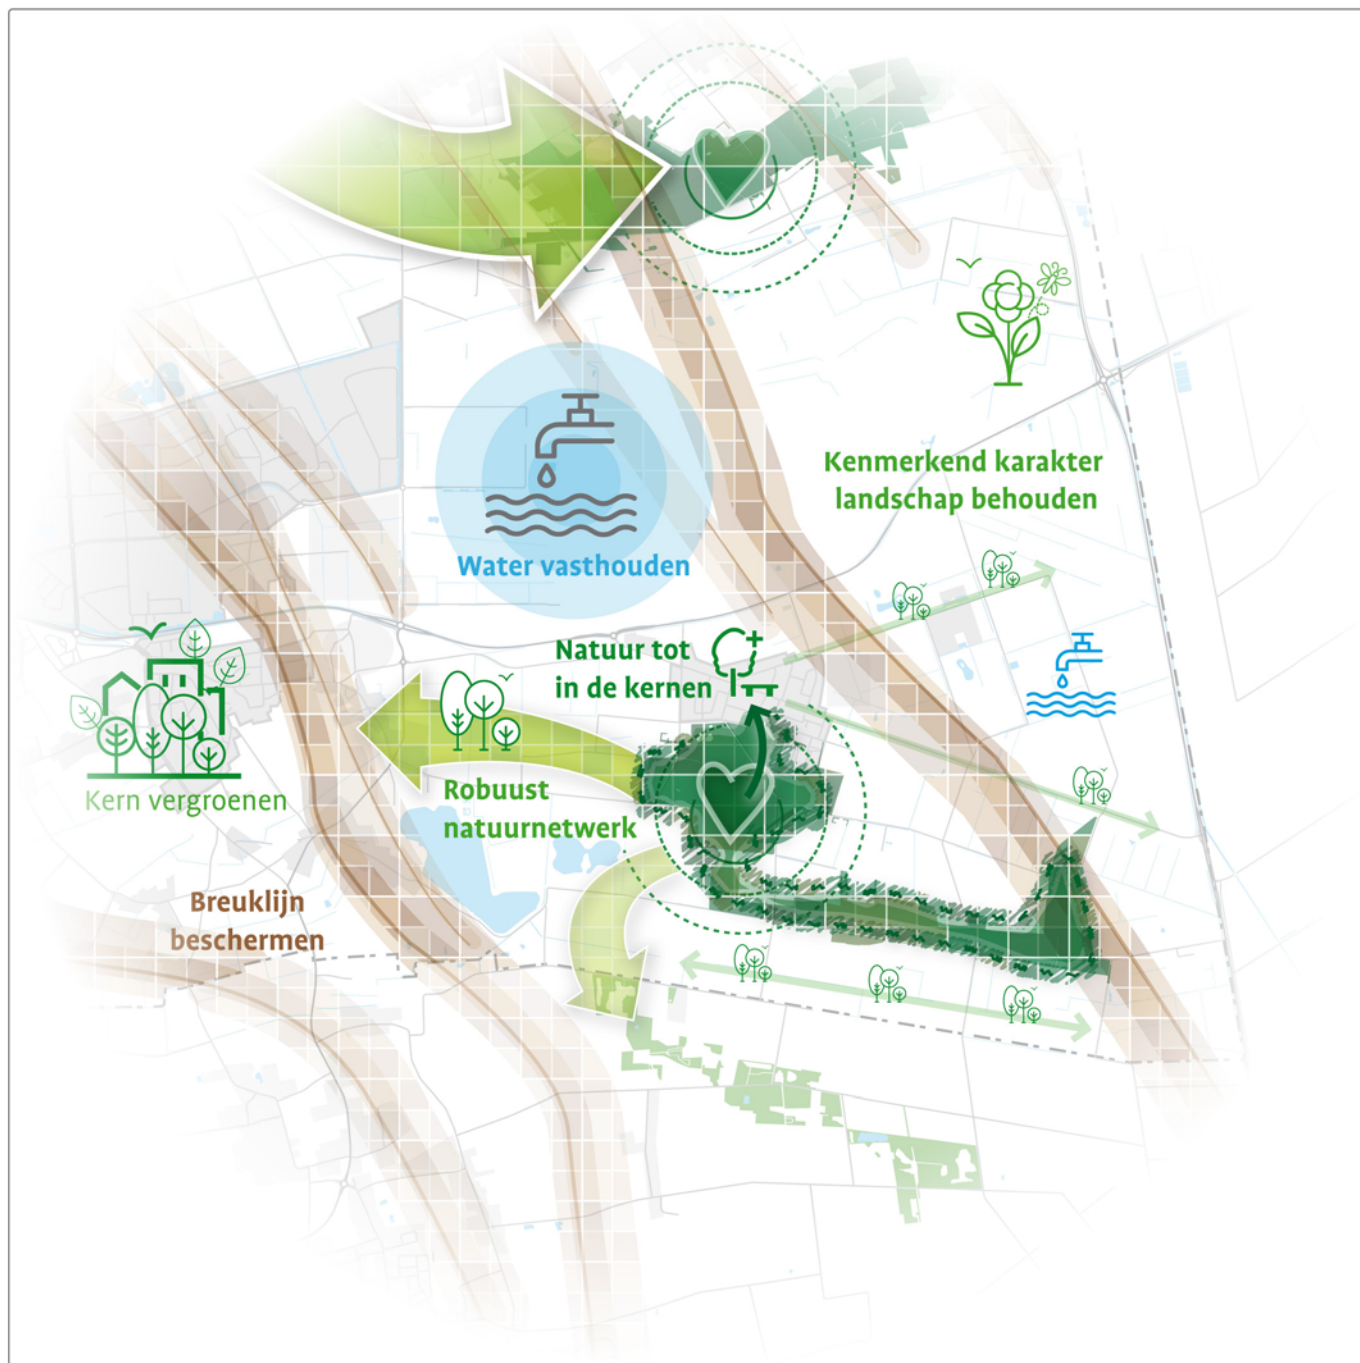 Kenmerkend karakter
landschap behouden
Water vasthouden
Natuur tot
in de kernen
Robuust
natuurnetwerk
Kern vergroenen
Breuklijn
beschermen